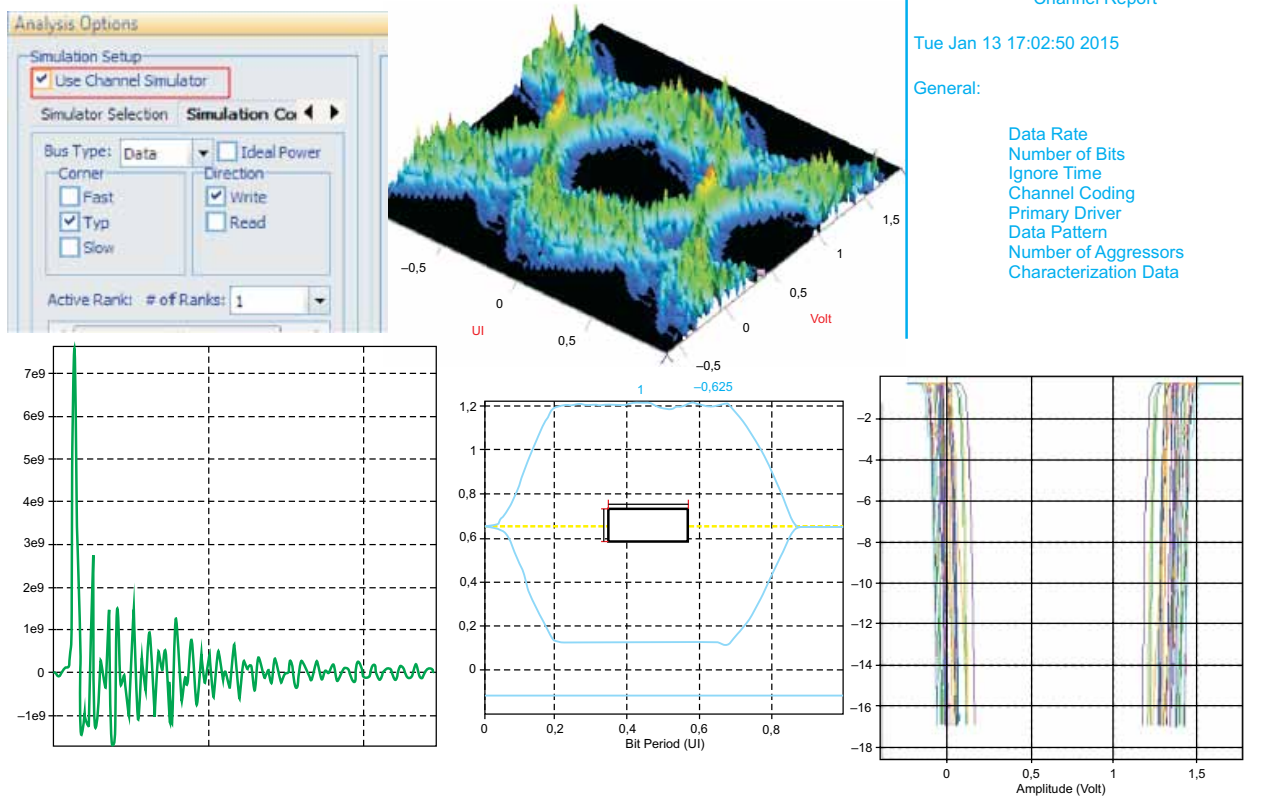 Analysis Options
Simulation Setup
Use Channel Simulator
Simulator Selection Simulation Co
Bus Type: Data Ideal Power
Corner
Fast
Typ
Slow
Direction
Write
Read
Active Rank: # of Ranks: 1
–0,5
0
0,5
UI
–0,5
0
0,5
1
1,5
Volt
Channel Report
Tue Jan 13 17:02:50 2015
General:
Data Rate
Number of Bits
Ignore Time
Channel Coding
Primary Driver
Data Pattern
Number of Aggressors
Characterization Data
7e9
6e9
5e9
4e9
3e9
2e9
1e9
0
–1e9
1 –0,625
1,2
1
0,8
0,6
0,4
0,2
0
0 0,2 0,4 0,6 0,8
Bit Period (UI)
–2
–4
–6
–8
–10
–12
–14
–16
–18
0 0,5 1 1,5
Amplitude (Volt)